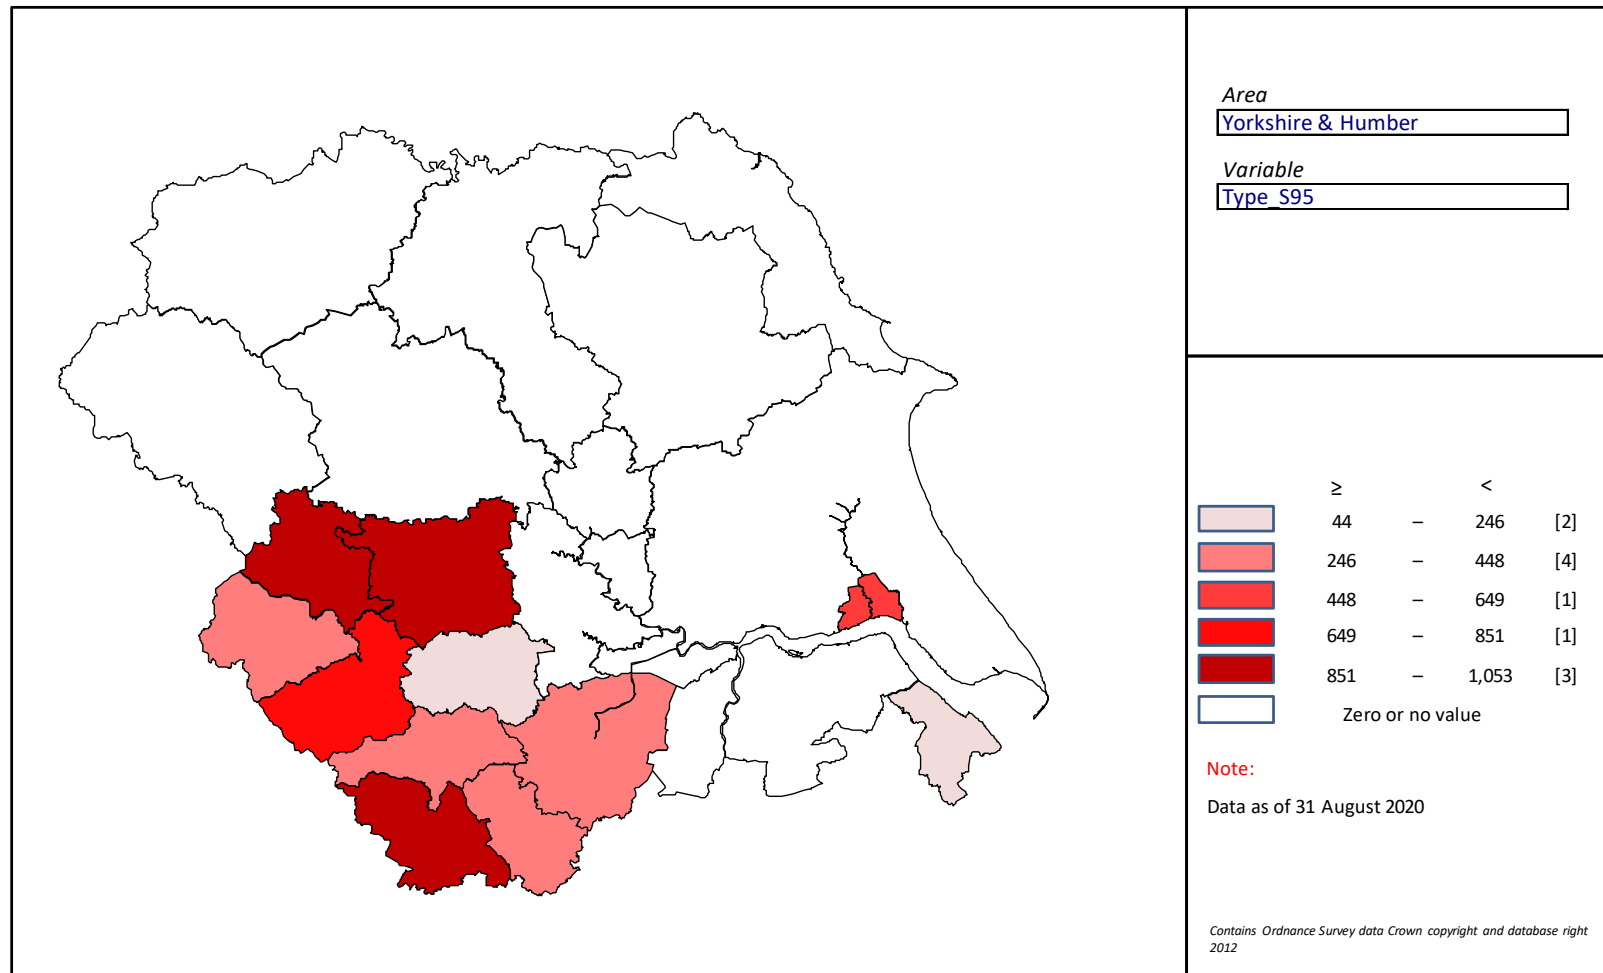 Area
Yorkshire & Humber
Variable
Type_S95
≥ <
44 – 246 [2]
246 – 448 [4]
448 – 649 [1]
649 – 851 [1]
851 – 1,053 [3]
Zero or no value
Note:
Data as of 31 August 2020
Contains Ordnance Survey data Crown copyright and database right
2012